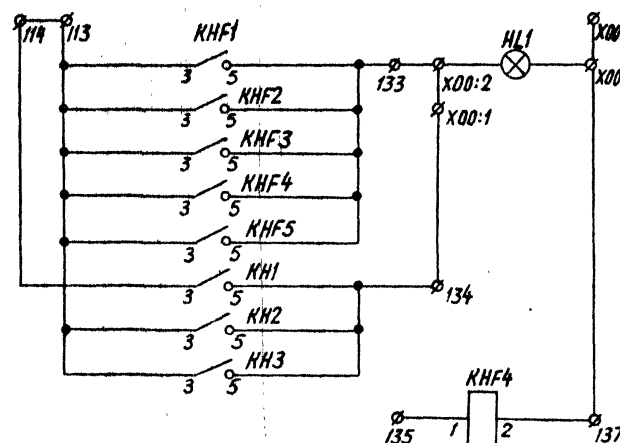 114 113 KHF1 HL1 X00
3 5 133 X00:2 X00
KHF2
3 5 X00:1
KHF3
3 5
KHF4
3 5
KHF5
3 5
KH1
3 5 134
KH2
3 5
KH3
3 5
KHF4
135 1 2 137